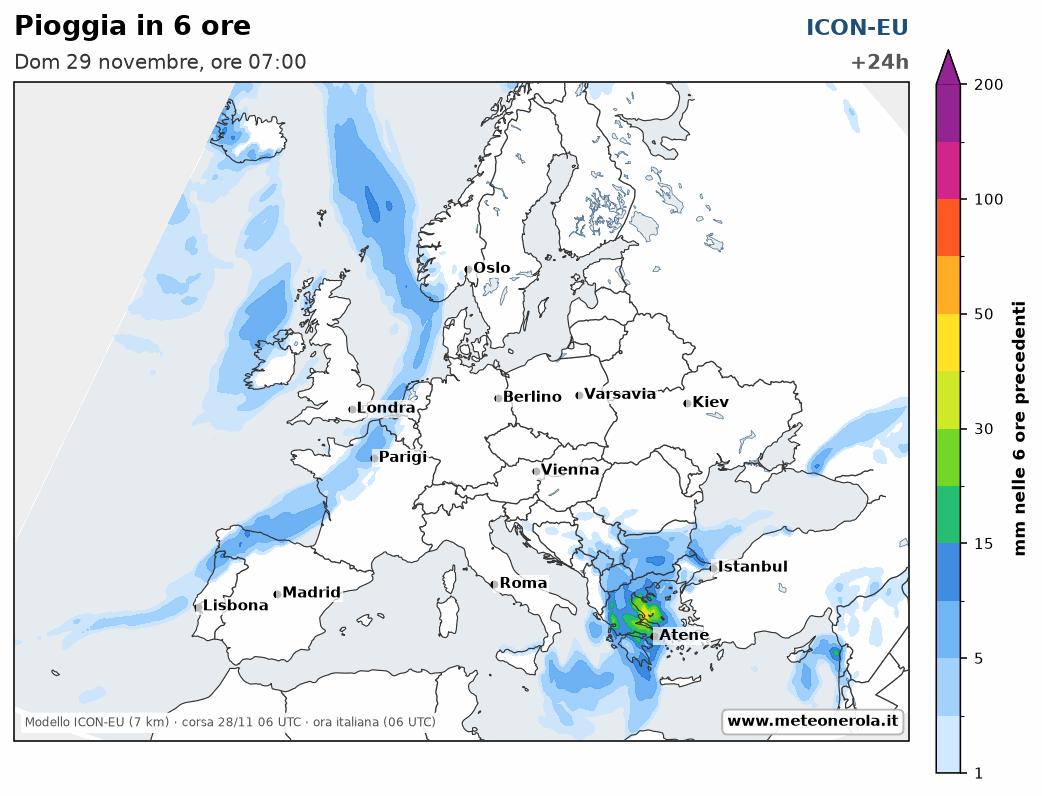 Pioggia in 6 ore
ICON-EU
Dom 29 novembre, ore 07:00
+24h
200
100
50
30
15
5
1
mm nelle 6 ore precedenti
Oslo
Berlino
Varsavia
Kiev
Londra
Parigi
Vienna
Istanbul
Roma
Madrid
Lisbona
Atene
Modello ICON-EU (7 km) · corsa 28/11 06 UTC · ora italiana (06 UTC)
www.meteonerola.it